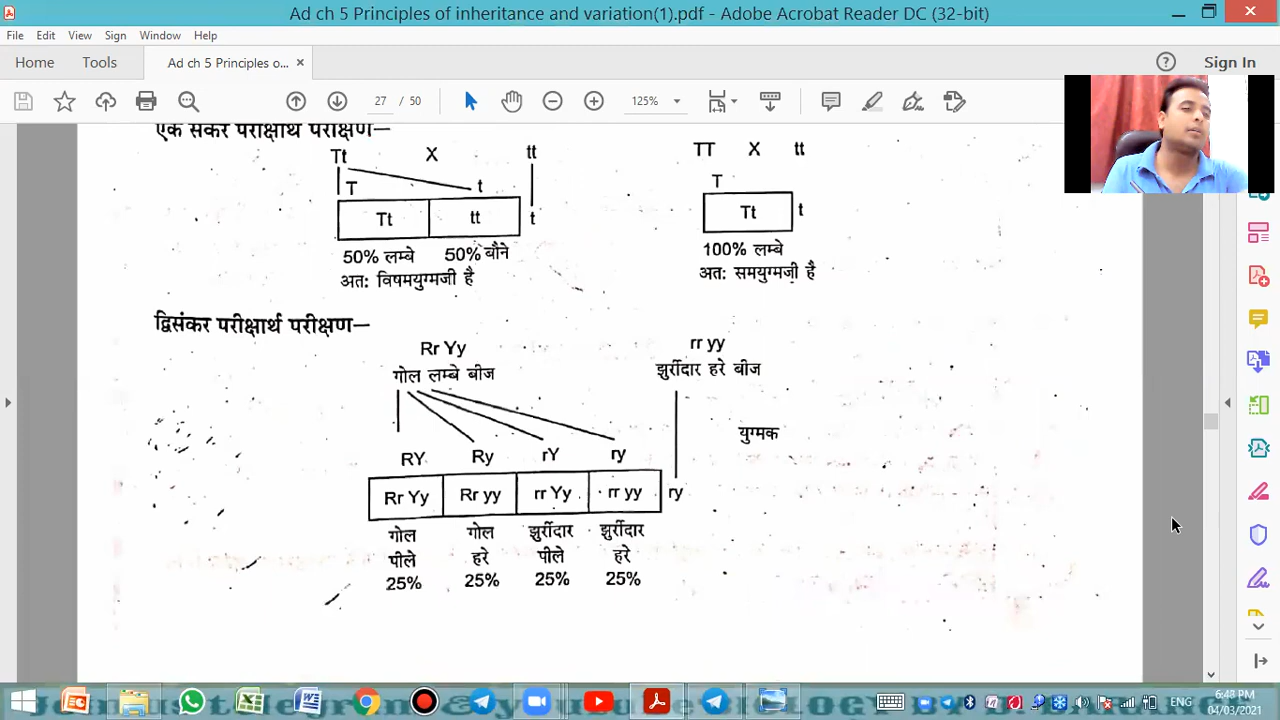 Ad ch 5 Principles of inheritance and variation(1).pdf - Adobe Acrobat Reader DC (32-bit)
File Edit View Sign Window Help
Home Tools Ad ch 5 Principles o... × Sign In
27 / 50 125%
एक संकर परीक्षार्थ परीक्षण—
Tt X tt TT X tt
T t T
Tt tt t Tt t
50% लम्बे 50% बौने 100% लम्बे
अत: विषमयुग्मजी है अत: समयुग्मजी है
द्विसंकर परीक्षार्थ परीक्षण—
Rr Yy rr yy
गोल लम्बे बीज झुर्रीदार हरे बीज
युग्मक
RY Ry rY ry
Rr Yy Rr yy rr Yy rr yy ry
गोल गोल झुर्रीदार झुर्रीदार
पीले हरे पीले हरे
25% 25% 25% 25%
ENG 6:48 PM
04/03/2021